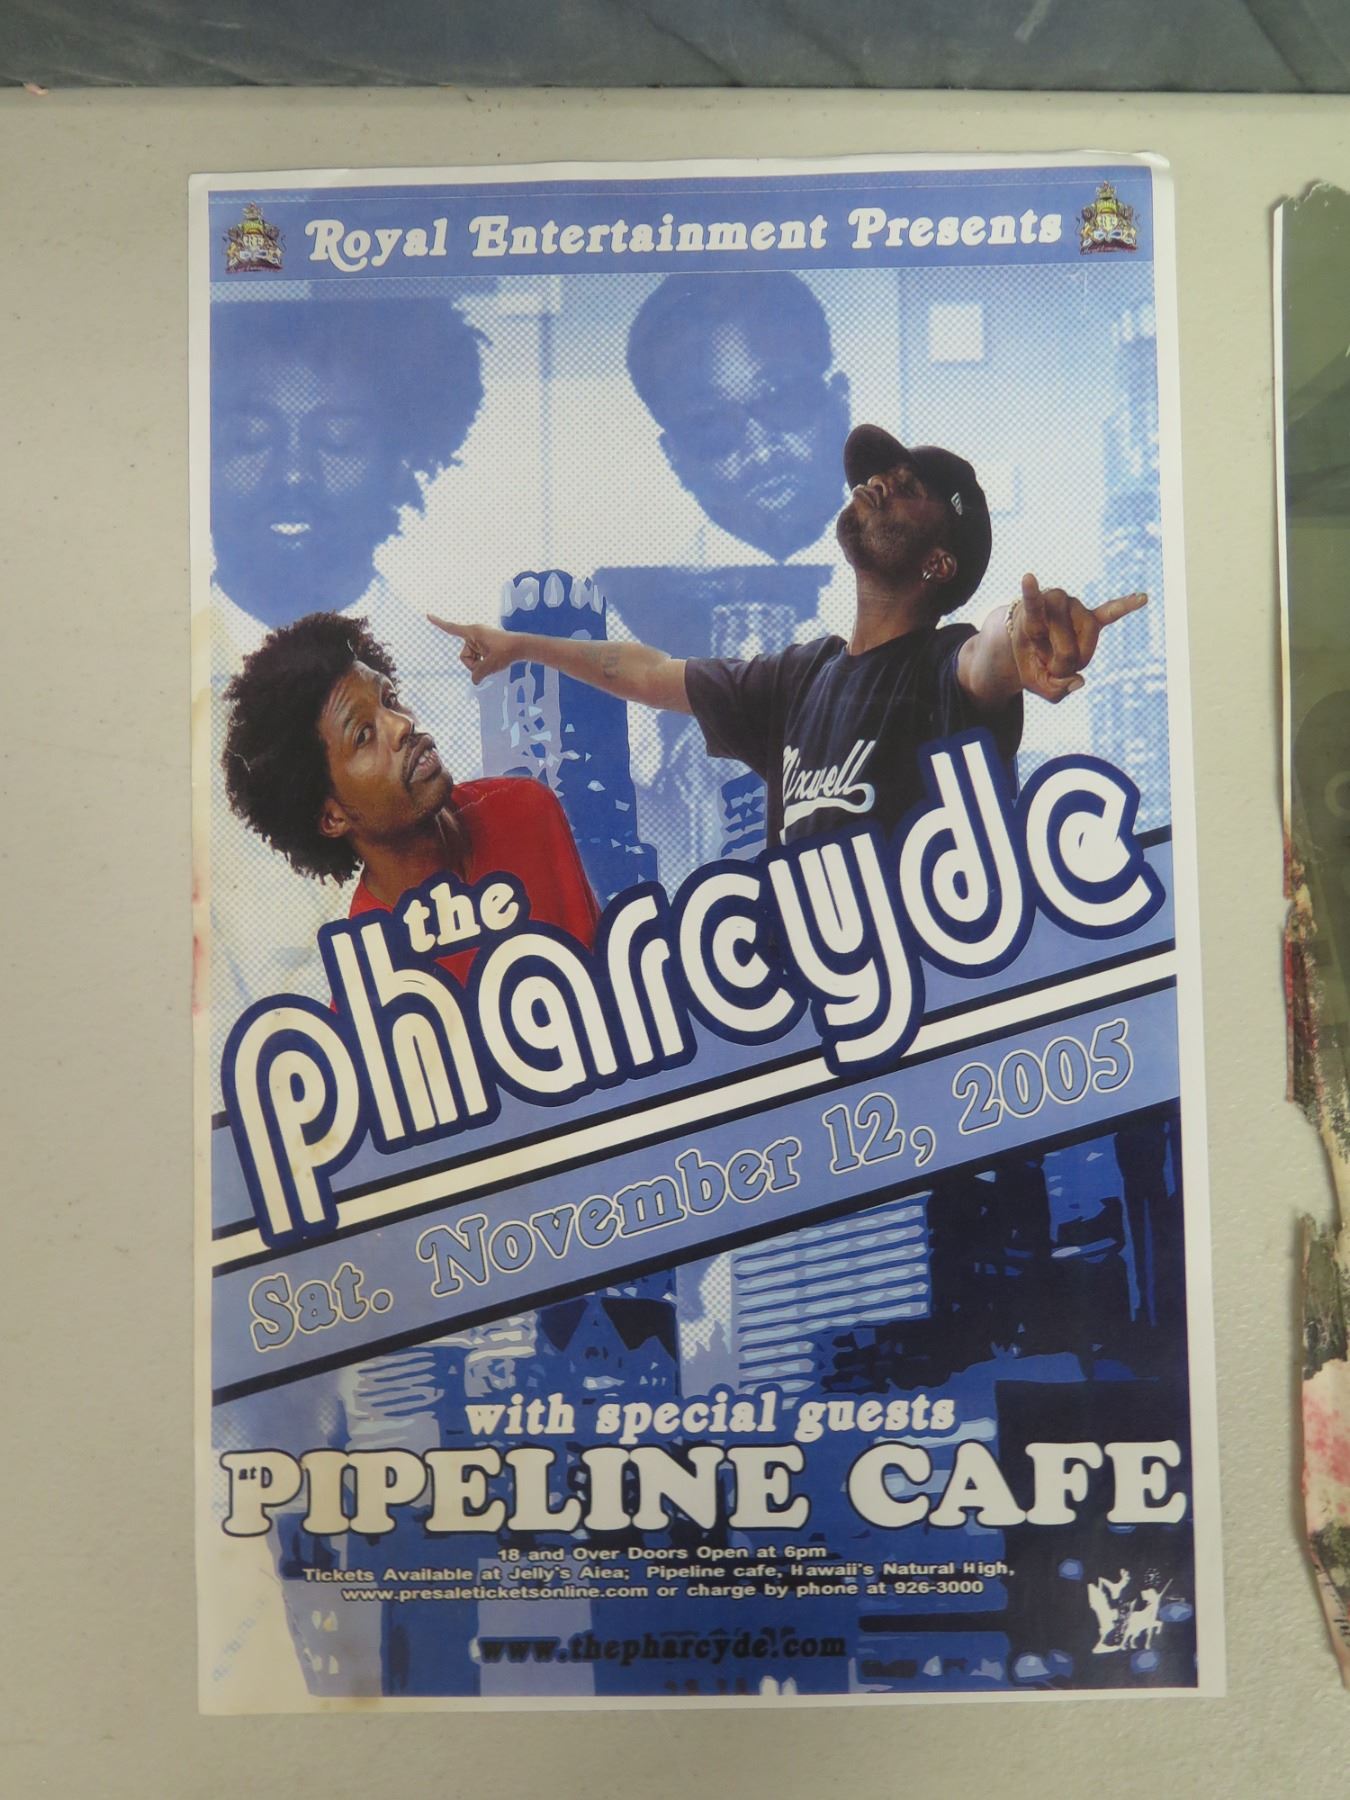 Royal Entertainment Presents
Mixwell
the
pharcyde
Sat. November 12, 2005
with special guests
at PIPELINE CAFE
18 and Over Doors Open at 6pm
Tickets Available at Jelly's Aiea; Pipeline cafe, Hawaii's Natural High,
www.presaleticketsonline.com or charge by phone at 926-3000
www.thepharcyde.com